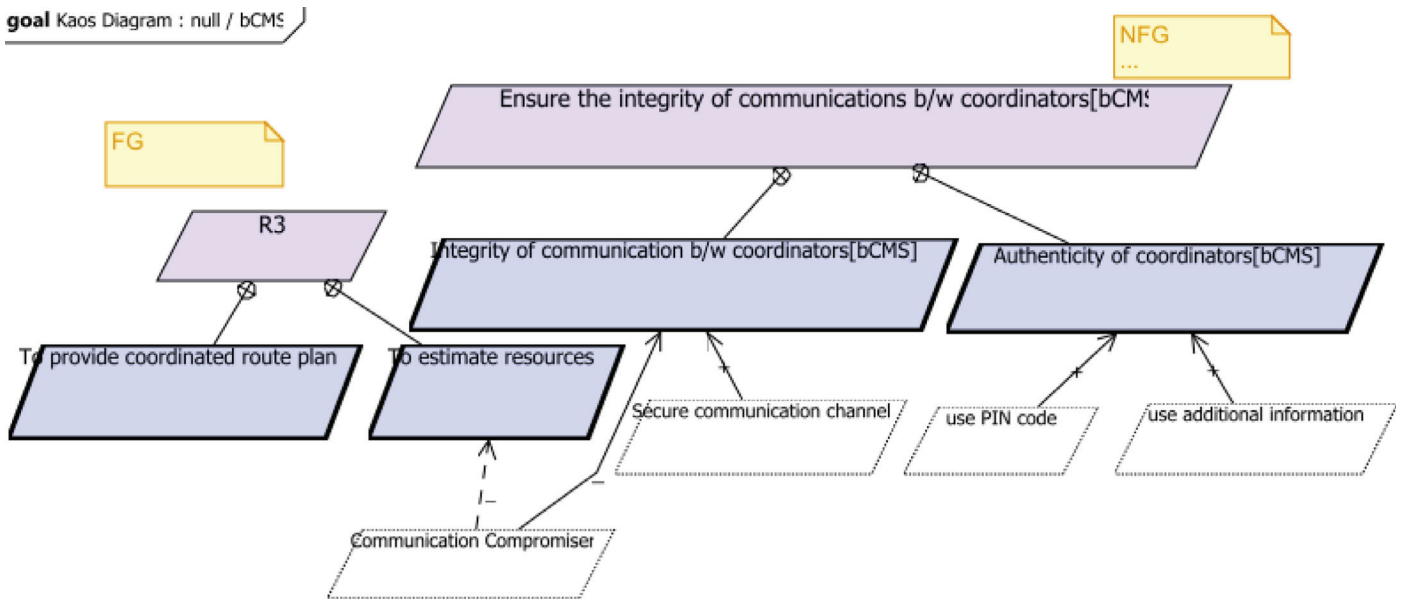 goal Kaos Diagram : null / bCMS
NFG
...
Ensure the integrity of communications b/w coordinators[bCMS
FG
R3
Integrity of communication b/w coordinators[bCMS]
Authenticity of coordinators[bCMS]
To provide coordinated route plan
To estimate resources
+
+
+
Secure communication channel
use PIN code
use additional information
–
–
Communication Compromiser